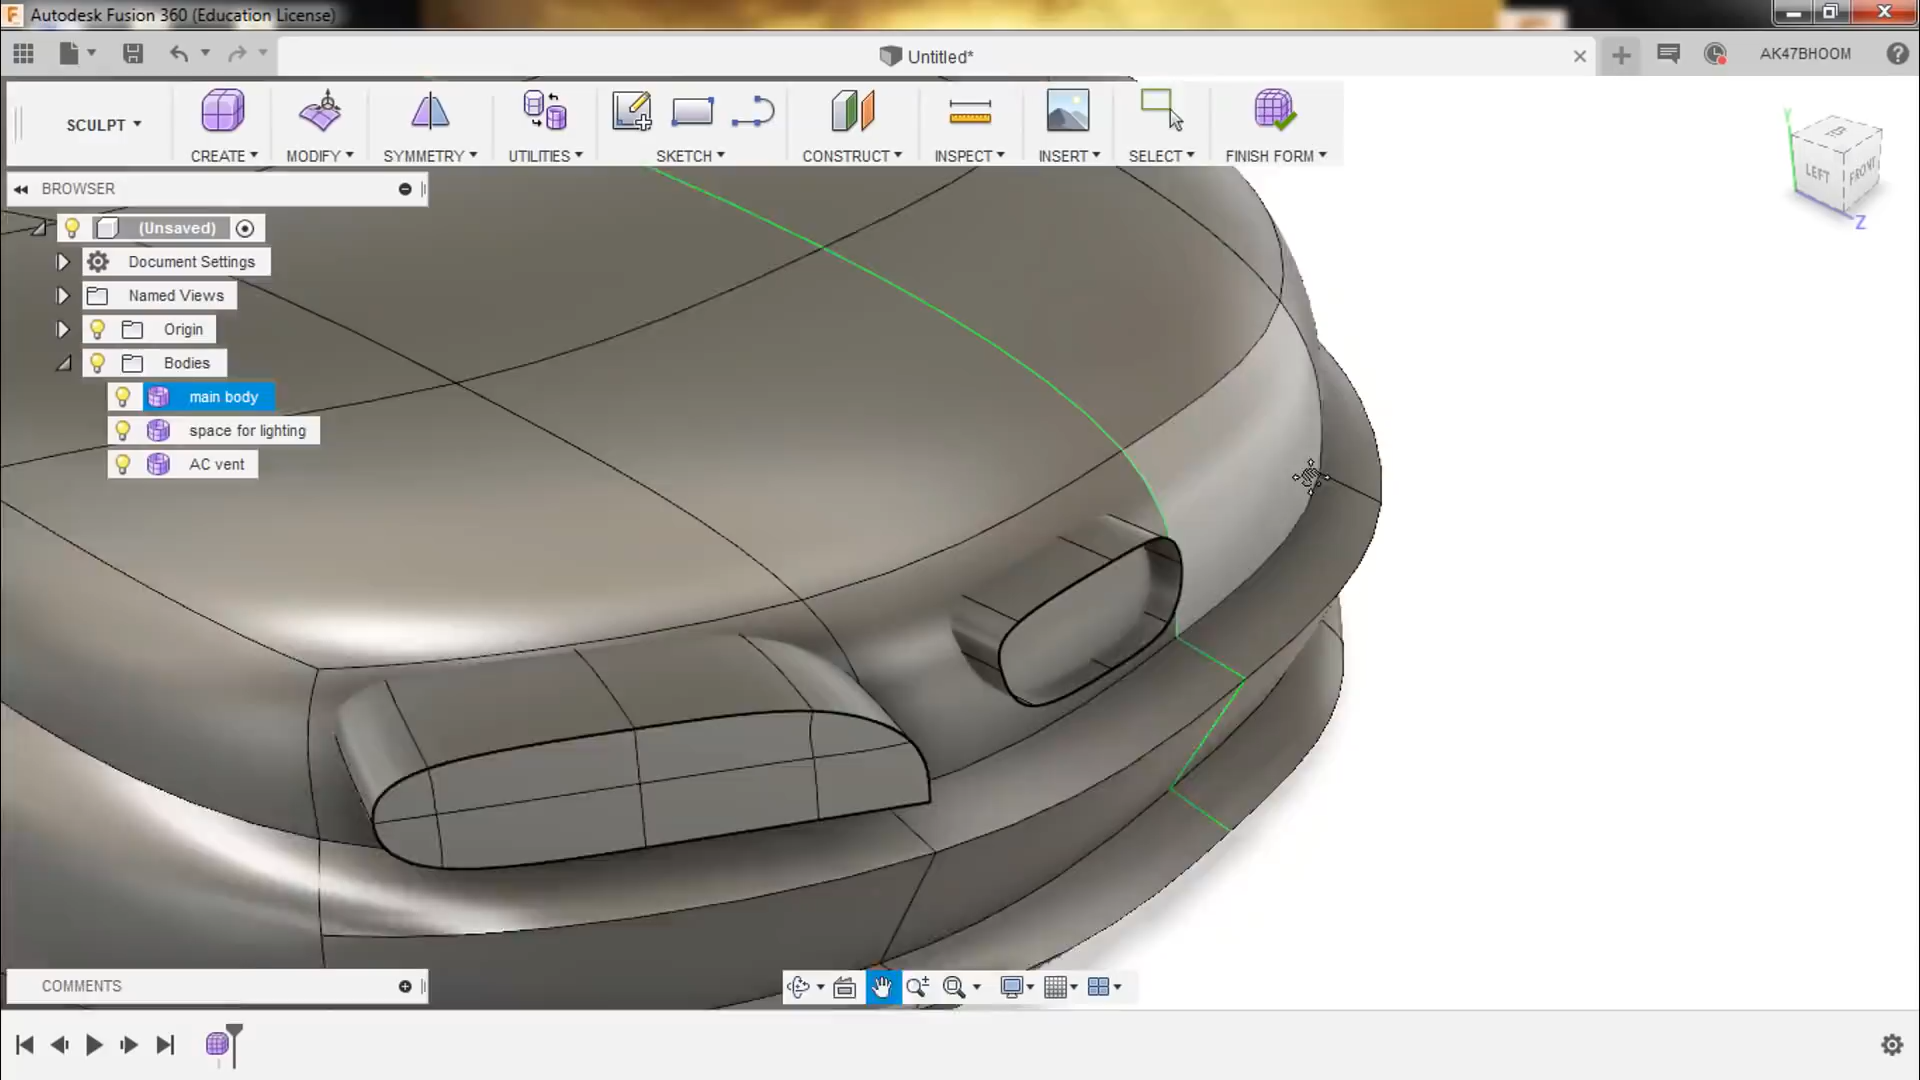 Autodesk Fusion 360 (Education License)
Untitled*
AK47BHOOM
SCULPT
CREATE
MODIFY
SYMMETRY
UTILITIES
SKETCH
CONSTRUCT
INSPECT
INSERT
SELECT
FINISH FORM
Y
LEFT
FRONT
Z
BROWSER
(Unsaved)
Document Settings
Named Views
Origin
Bodies
main body
space for lighting
AC vent
COMMENTS